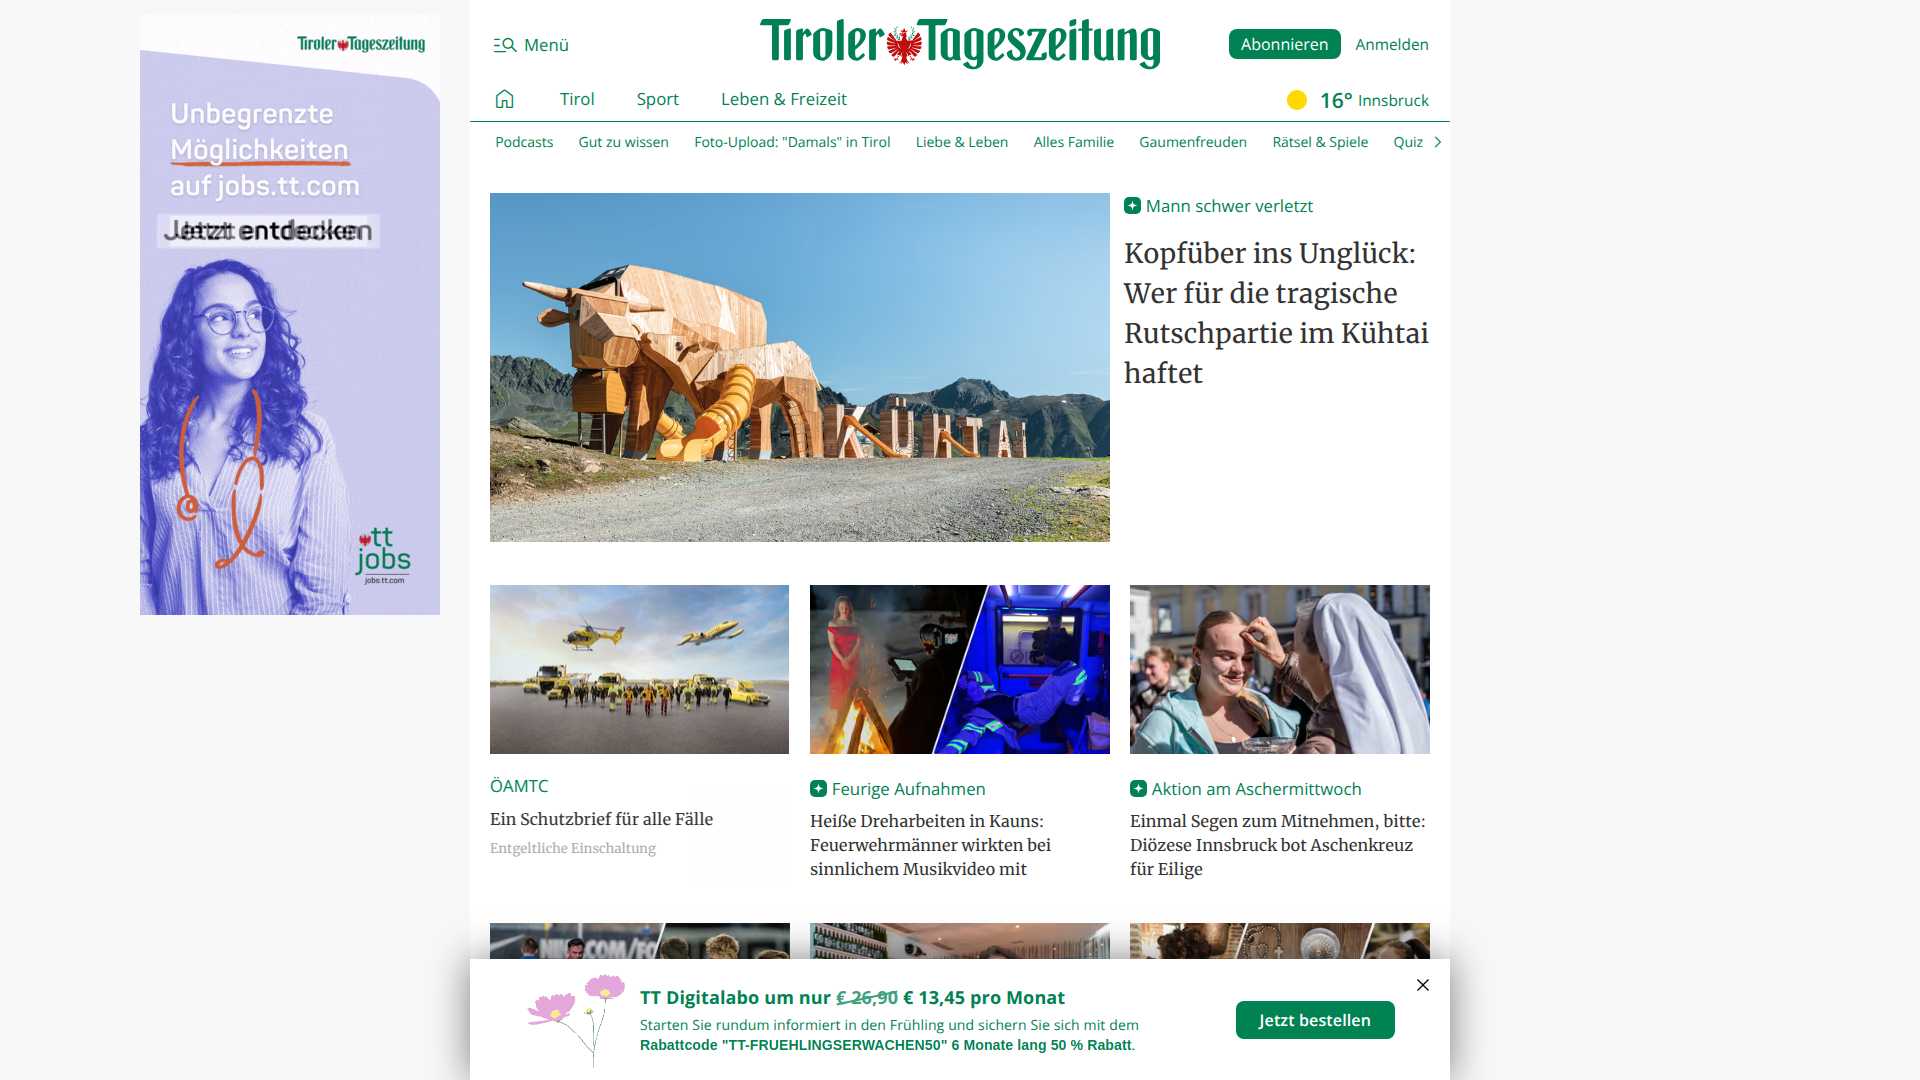 Tiroler Tageszeitung
Unbegrenzte
Möglichkeiten
auf jobs.tt.com
entdecken
tt
jobs
jobs.tt.com
Menü
Tiroler Tageszeitung
Abonnieren
Anmelden
Tirol
Sport
Leben & Freizeit
16° Innsbruck
Podcasts
Gut zu wissen
Foto-Upload: "Damals" in Tirol
Liebe & Leben
Alles Familie
Gaumenfreuden
Rätsel & Spiele
Quiz
KÜHTAI
Mann schwer verletzt
Kopfüber ins Unglück:
Wer für die tragische
Rutschpartie im Kühtai
haftet
ÖAMTC
Ein Schutzbrief für alle Fälle
Entgeltliche Einschaltung
Feurige Aufnahmen
Heiße Dreharbeiten in Kauns:
Feuerwehrmänner wirkten bei
sinnlichem Musikvideo mit
Aktion am Aschermittwoch
Einmal Segen zum Mitnehmen, bitte:
Diözese Innsbruck bot Aschenkreuz
für Eilige
TT Digitalabo um nur € 26,90 € 13,45 pro Monat
Starten Sie rundum informiert in den Frühling und sichern Sie sich mit dem
Rabattcode "TT-FRUEHLINGSERWACHEN50" 6 Monate lang 50 % Rabatt.
Jetzt bestellen